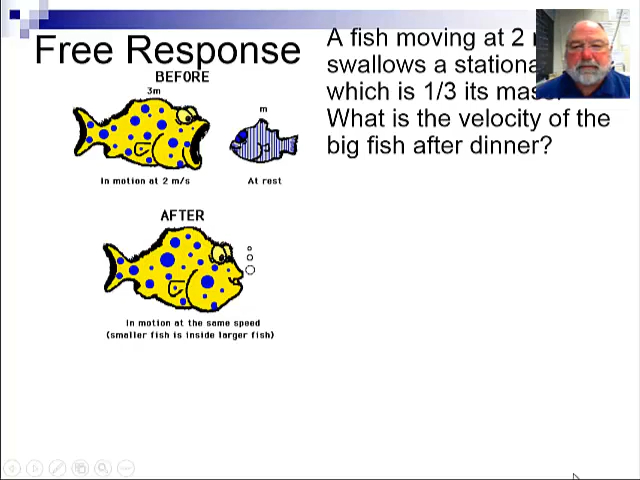 Free Response
BEFORE
3m
m
In motion at 2 m/s
At rest
AFTER
In motion at the same speed
(smaller fish is inside larger fish)
A fish moving at 2
swallows a
which is 1/3 its
What is the velocity of the
big fish after dinner?